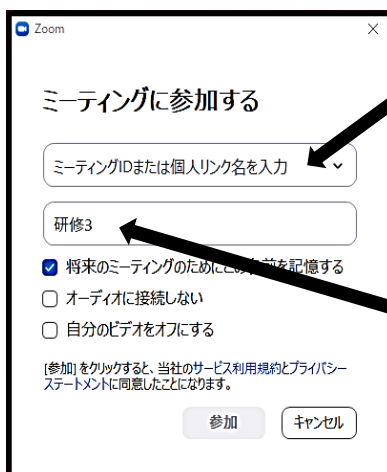 Zoom
ミーティングに参加する
ミーティングIDまたは個人リンク名を入力
研修3
将来のミーティングのためにこの名前を記憶する
オーディオに接続しない
自分のビデオをオフにする
[参加] をクリックすると、当社のサービス利用規約とプライバシー
ステートメントに同意したことになります。
参加 キャンセル